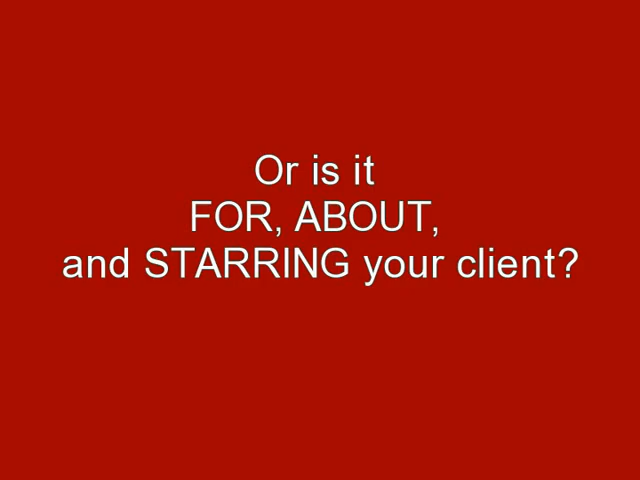 Or is it
FOR, ABOUT,
and STARRING your client?